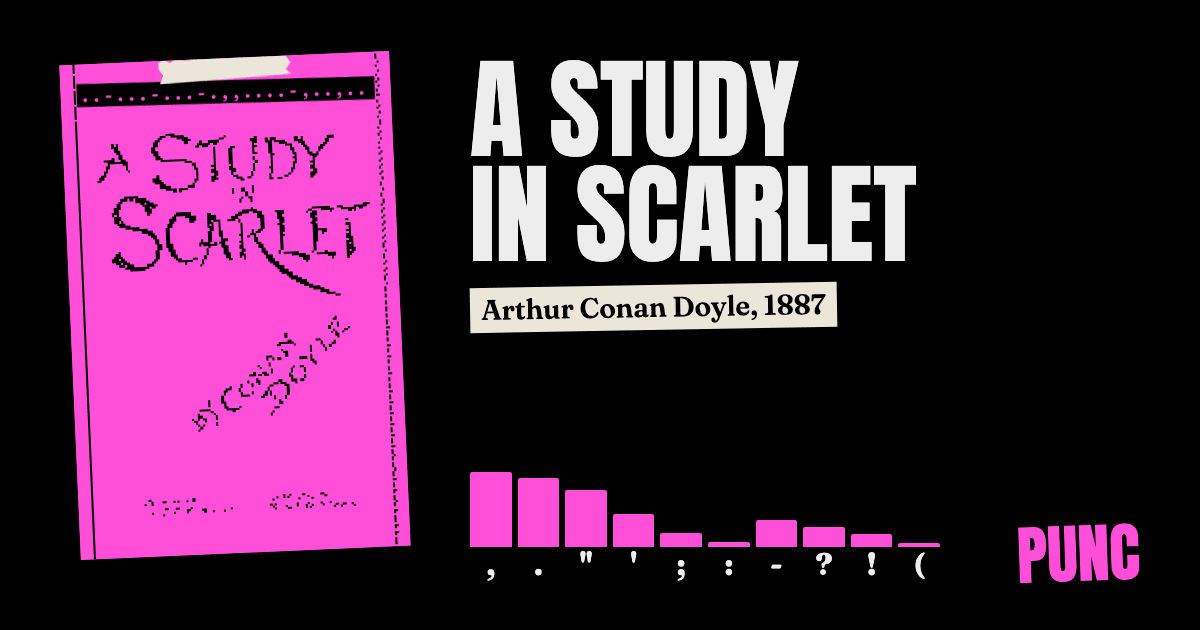 A STUDY
IN
SCARLET
BY CONAN
DOYLE
A STUDY
IN SCARLET
Arthur Conan Doyle, 1887
, . " ' ; : - ? ! (
PUNC